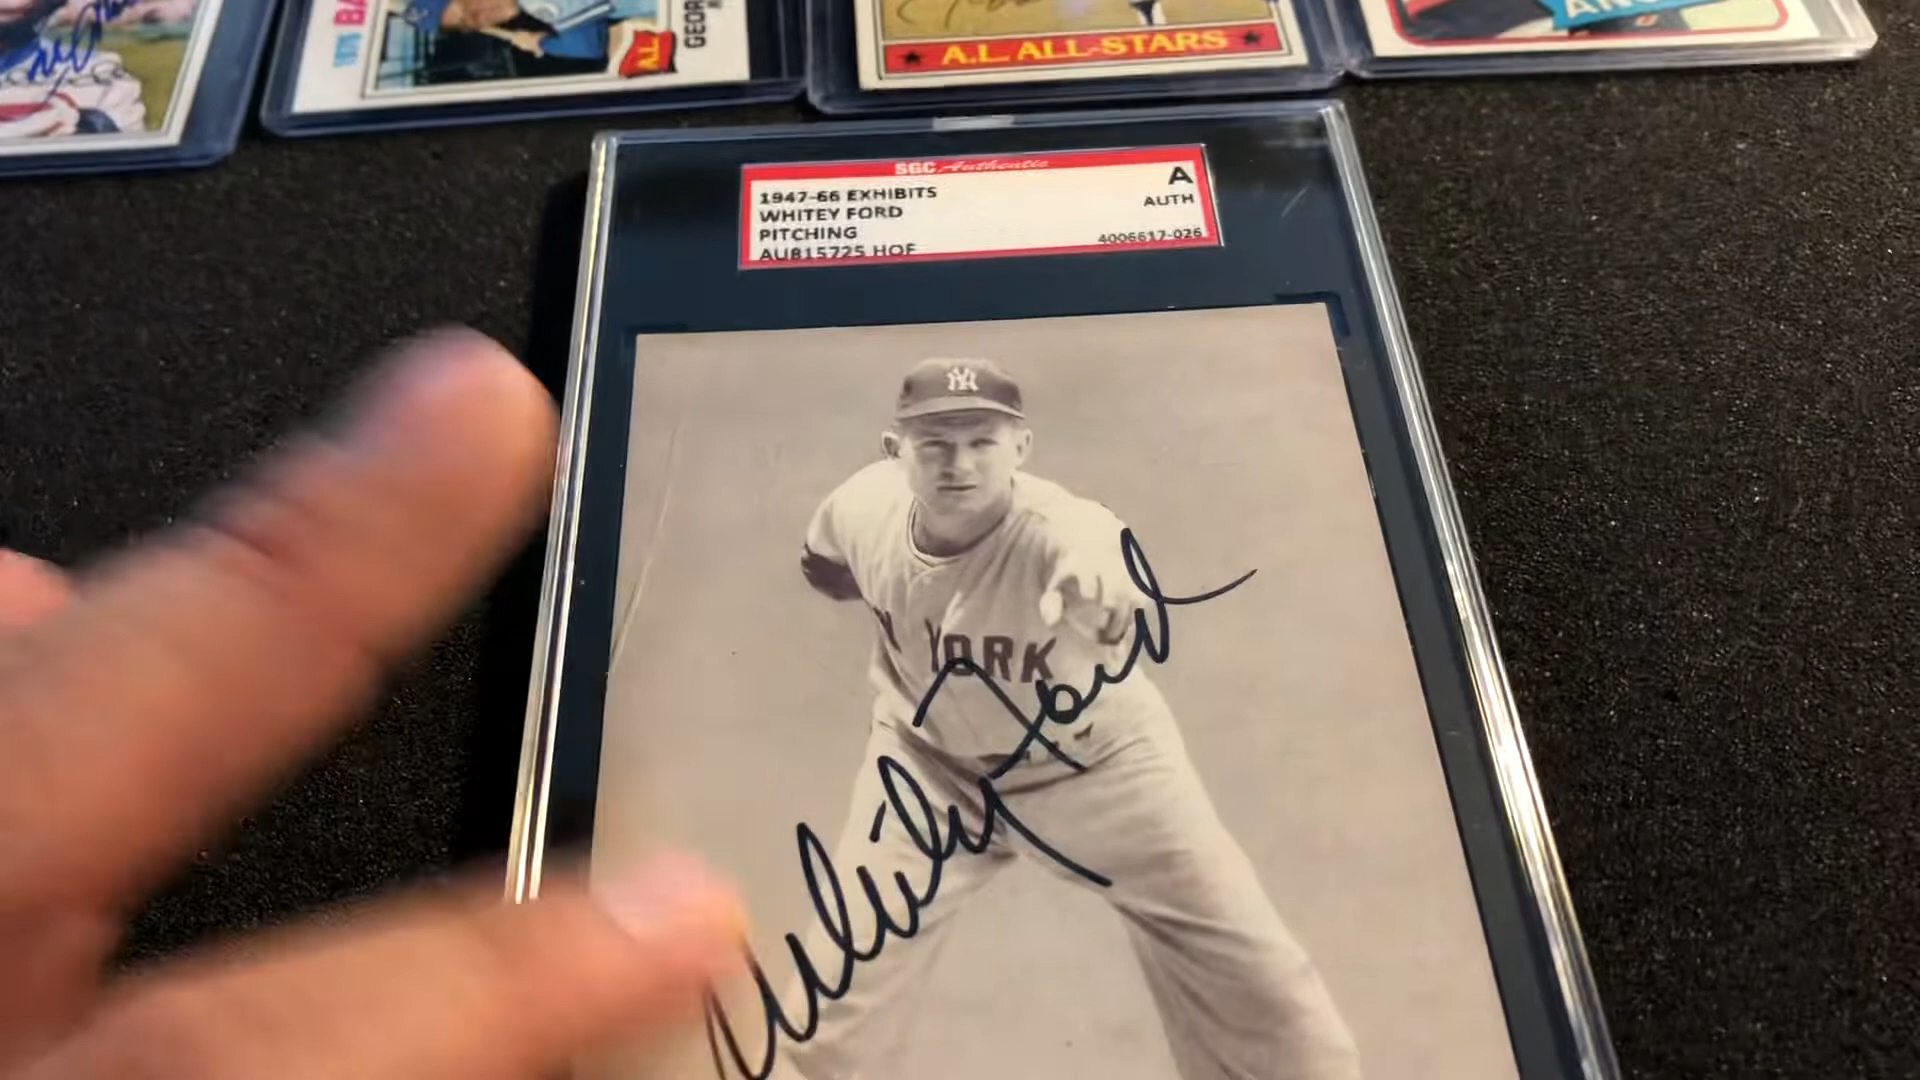 A.L.
GEOR
★ A.L. ALL-STARS ★
SGC Authentic
1947-66 EXHIBITS
WHITEY FORD
PITCHING
AU815725 HOF
A
AUTH
4006617-026
NY
YORK
Whitey Ford